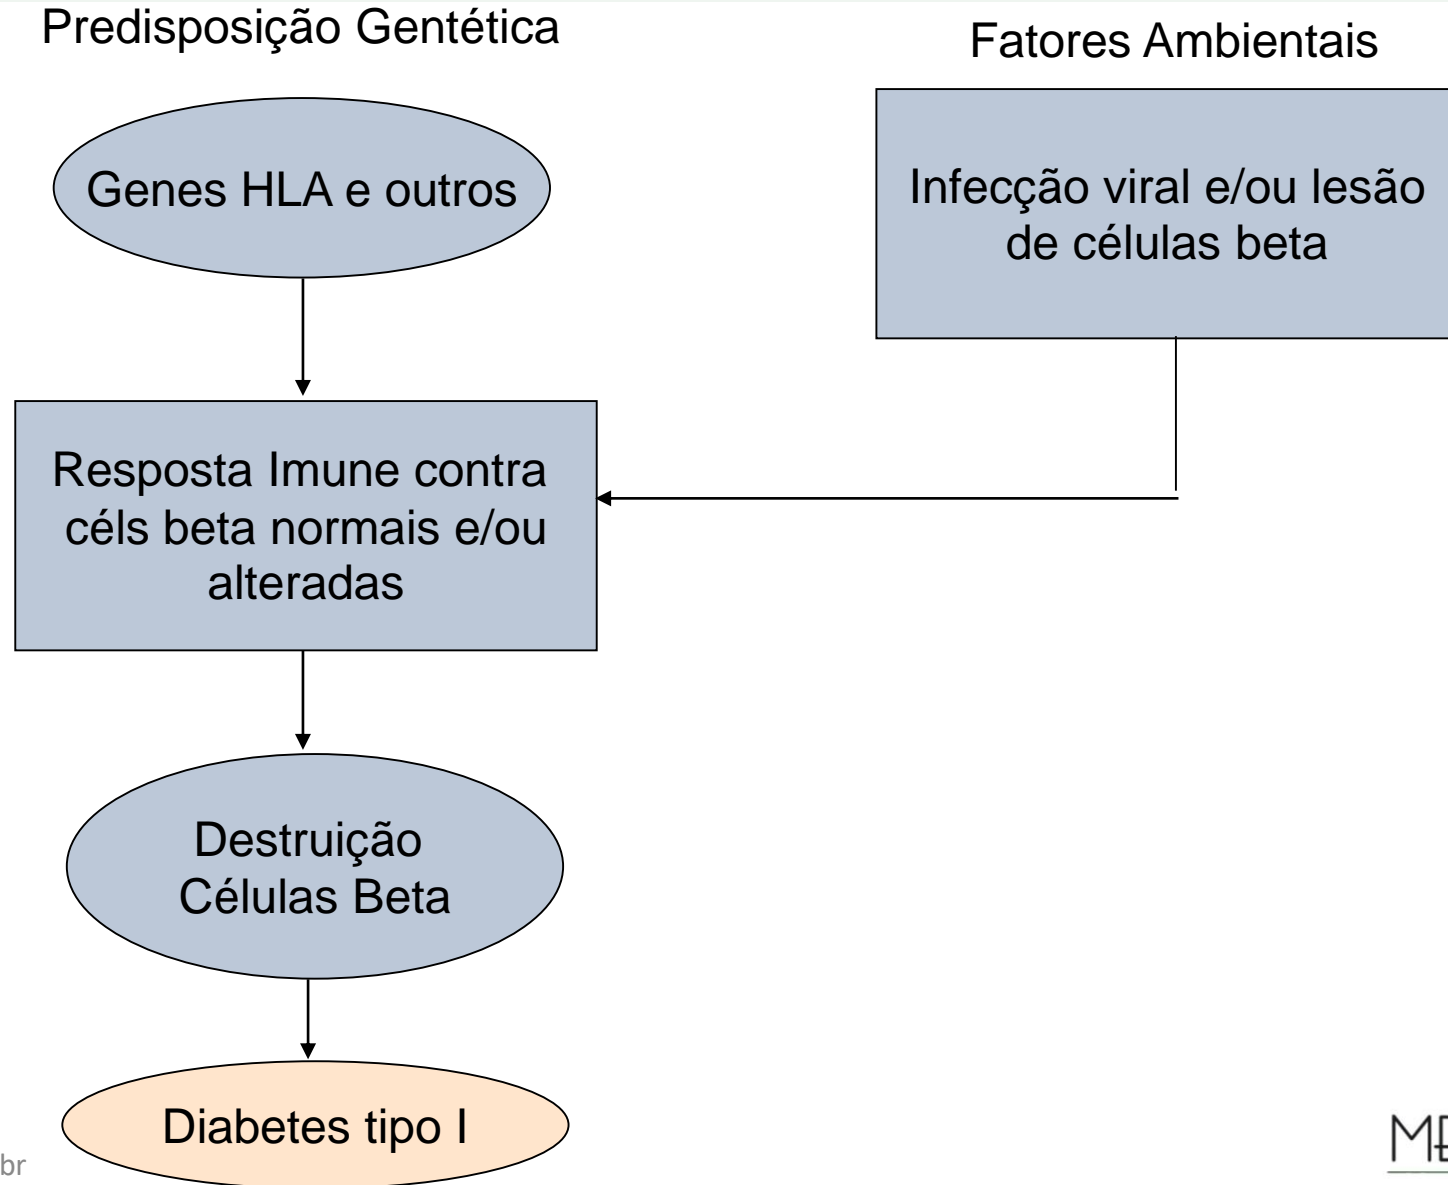 Predisposição Gentética
Fatores Ambientais
Genes HLA e outros
Infecção viral e/ou lesão
de células beta
Resposta Imune contra
céls beta normais e/ou
alteradas
Destruição
Células Beta
Diabetes tipo I
br